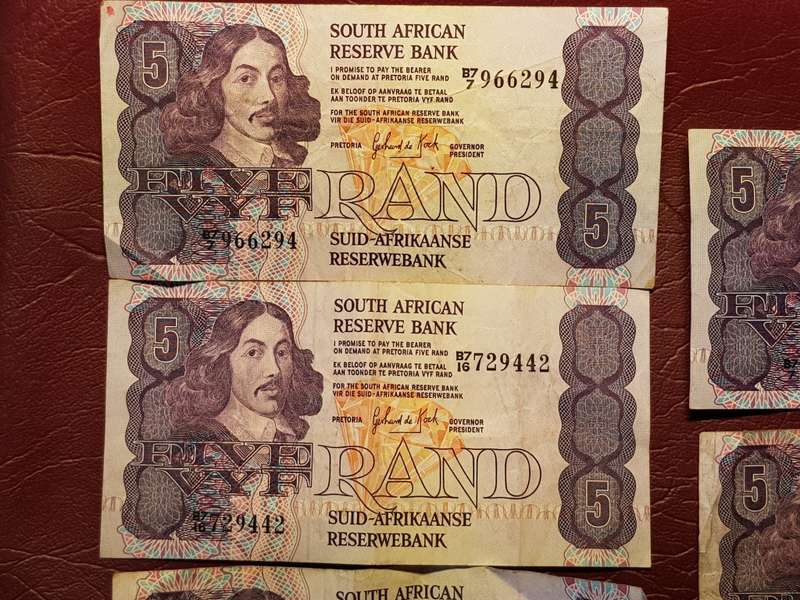 5
SOUTH AFRICAN
RESERVE BANK
I PROMISE TO PAY THE BEARER
ON DEMAND AT PRETORIA FIVE RAND
B7/7 966294
EK BELOOF OP AANVRAAG TE BETAAL
AAN TOONDER TE PRETORIA VYF RAND
FOR THE SOUTH AFRICAN RESERVE BANK
VIR DIE SUID-AFRIKAANSE RESERWEBANK
PRETORIA Gerhard de Kock GOVERNOR
PRESIDENT
FIVE
VYF RAND
B7/7 966294
SUID-AFRIKAANSE
RESERWEBANK
5
5
SOUTH AFRICAN
RESERVE BANK
I PROMISE TO PAY THE BEARER
ON DEMAND AT PRETORIA FIVE RAND
B7/16 729442
EK BELOOF OP AANVRAAG TE BETAAL
AAN TOONDER TE PRETORIA VYF RAND
FOR THE SOUTH AFRICAN RESERVE BANK
VIR DIE SUID-AFRIKAANSE RESERWEBANK
PRETORIA Gerhard de Kock GOVERNOR
PRESIDENT
FIVE
VYF RAND
B7/16 729442
SUID-AFRIKAANSE
RESERWEBANK
5
SOUTH AFRICAN
5
B7
5